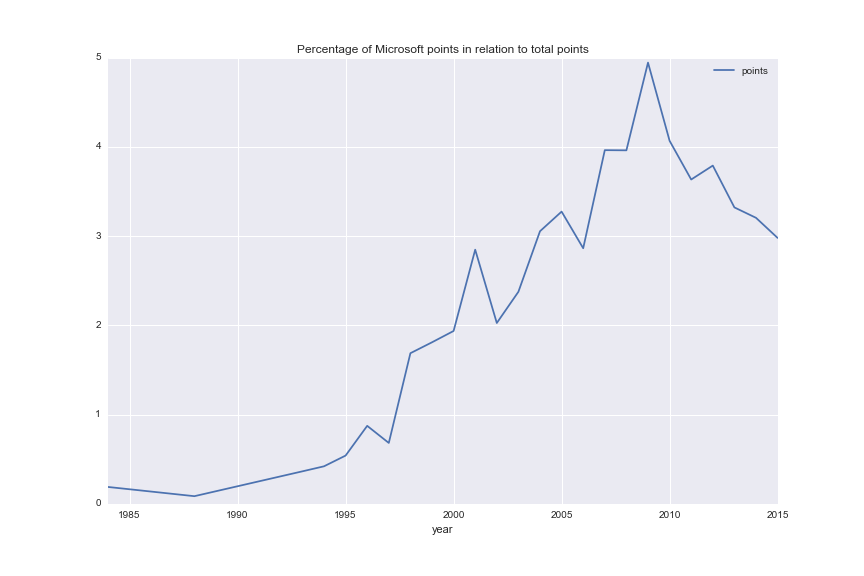 Percentage of Microsoft points in relation to total points
5
points
4
3
2
1
0
1985 1990 1995 2000 2005 2010 2015
year